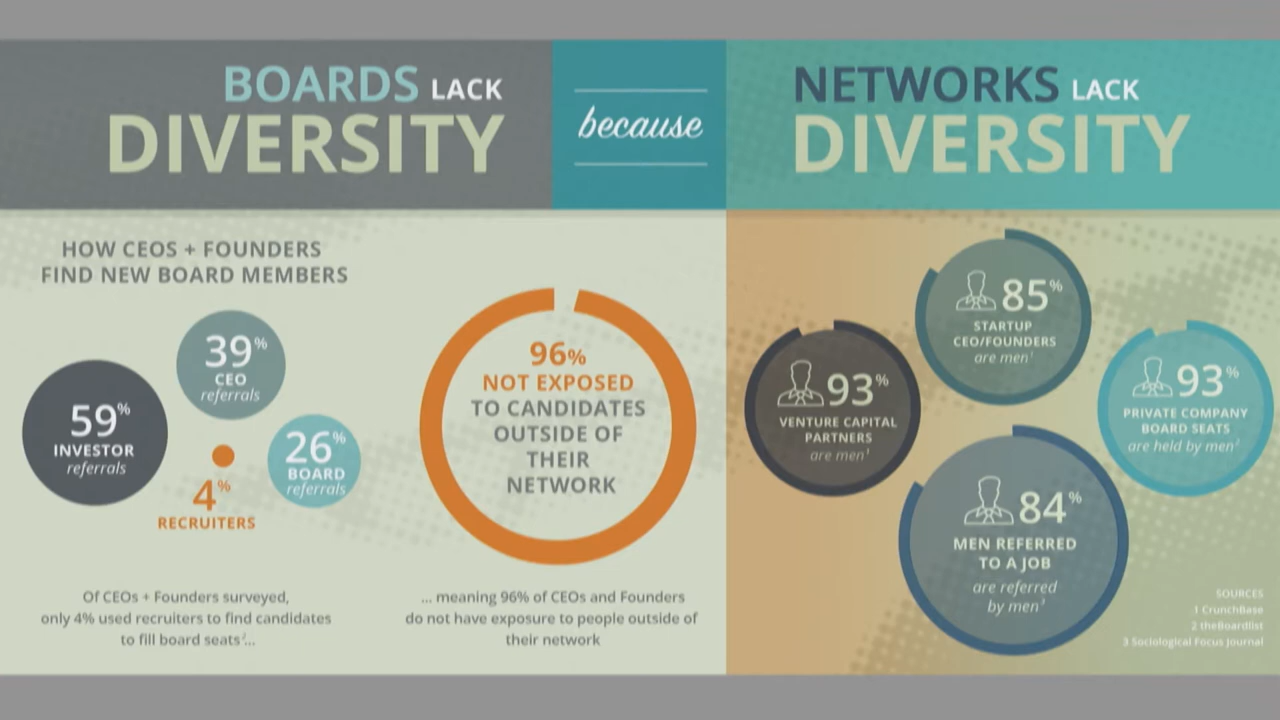 BOARDS LACK
DIVERSITY
because
NETWORKS LACK
DIVERSITY
HOW CEOS + FOUNDERS
FIND NEW BOARD MEMBERS
59%
INVESTOR
referrals
39%
CEO
referrals
26%
BOARD
referrals
4%
RECRUITERS
Of CEOs + Founders surveyed,
only 4% used recruiters to find candidates
to fill board seats²...
96%
NOT EXPOSED
TO CANDIDATES
OUTSIDE OF
THEIR
NETWORK
... meaning 96% of CEOs and Founders
do not have exposure to people outside of
their network
93%
VENTURE CAPITAL
PARTNERS
are men¹
85%
STARTUP
CEO/FOUNDERS
are men¹
93%
PRIVATE COMPANY
BOARD SEATS
are held by men²
84%
MEN REFERRED
TO A JOB
are referred
by men³
SOURCES
1 CrunchBase
2 theBoardlist
3 Sociological Focus Journal